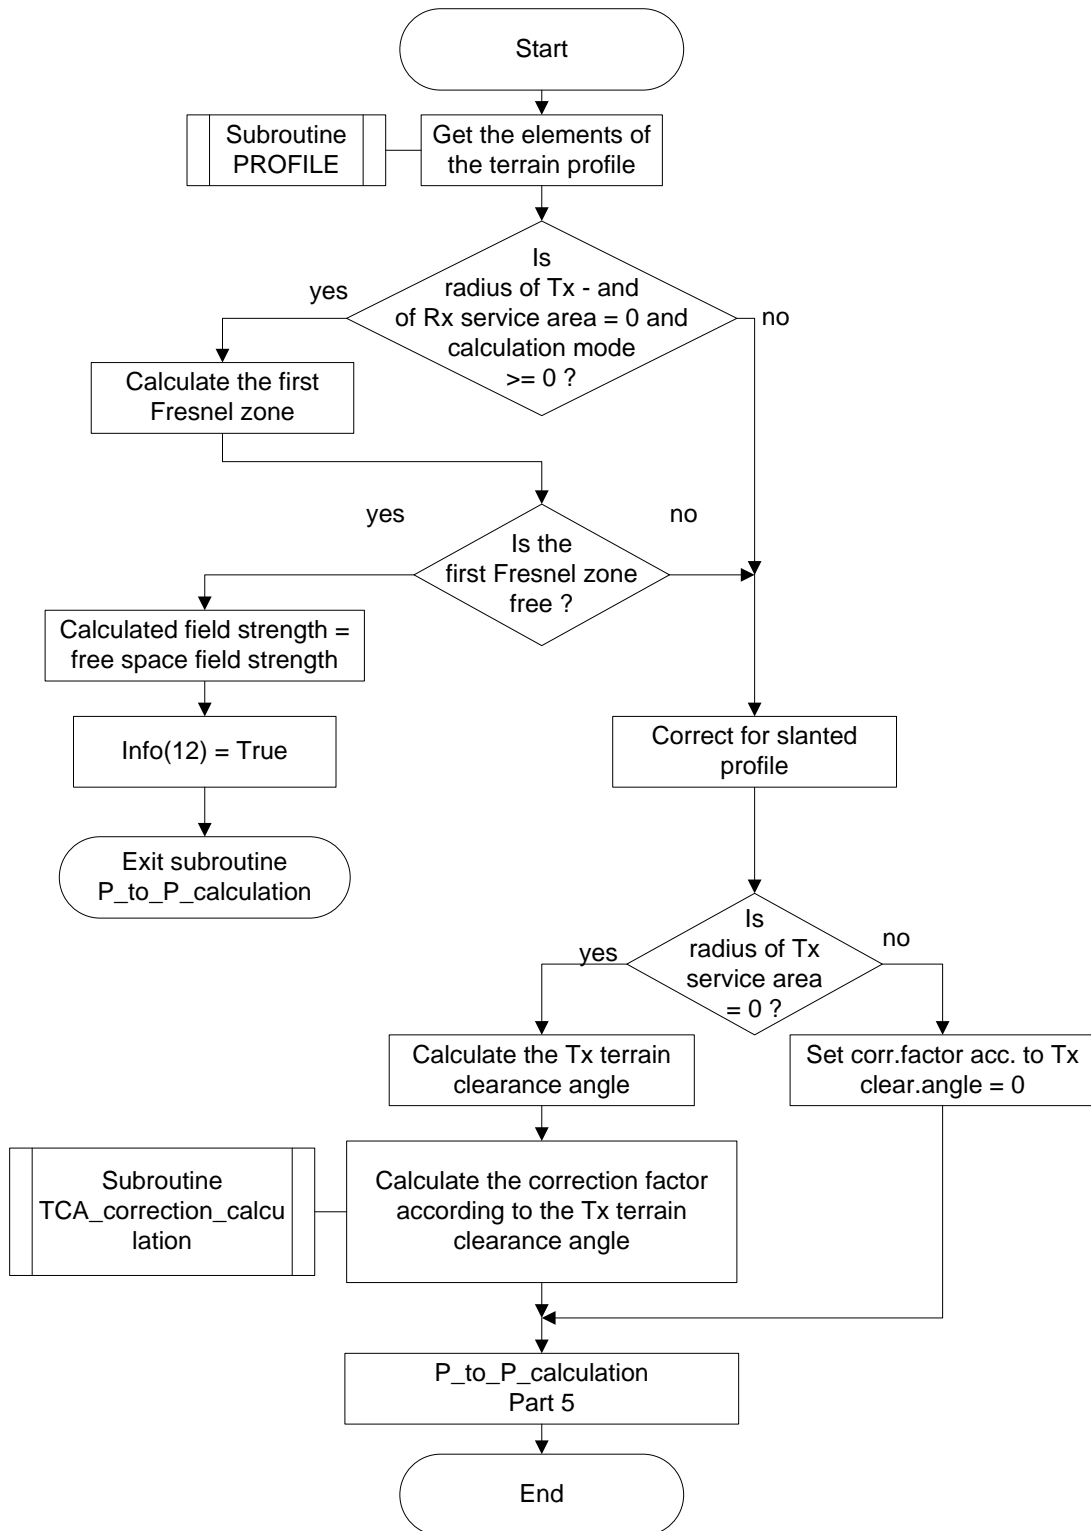 Start
Subroutine
PROFILE
Get the elements of
the terrain profile
Is
radius of Tx - and
of Rx service area = 0 and
calculation mode
>= 0 ?
yes
no
Calculate the first
Fresnel zone
yes
no
Is the
first Fresnel zone
free ?
Calculated field strength =
free space field strength
Info(12) = True
Correct for slanted
profile
Exit subroutine
P_to_P_calculation
Is
radius of Tx
service area
= 0 ?
yes
no
Calculate the Tx terrain
clearance angle
Set corr.factor acc. to Tx
clear.angle = 0
Subroutine
TCA_correction_calcu
lation
Calculate the correction factor
according to the Tx terrain
clearance angle
P_to_P_calculation
Part 5
End